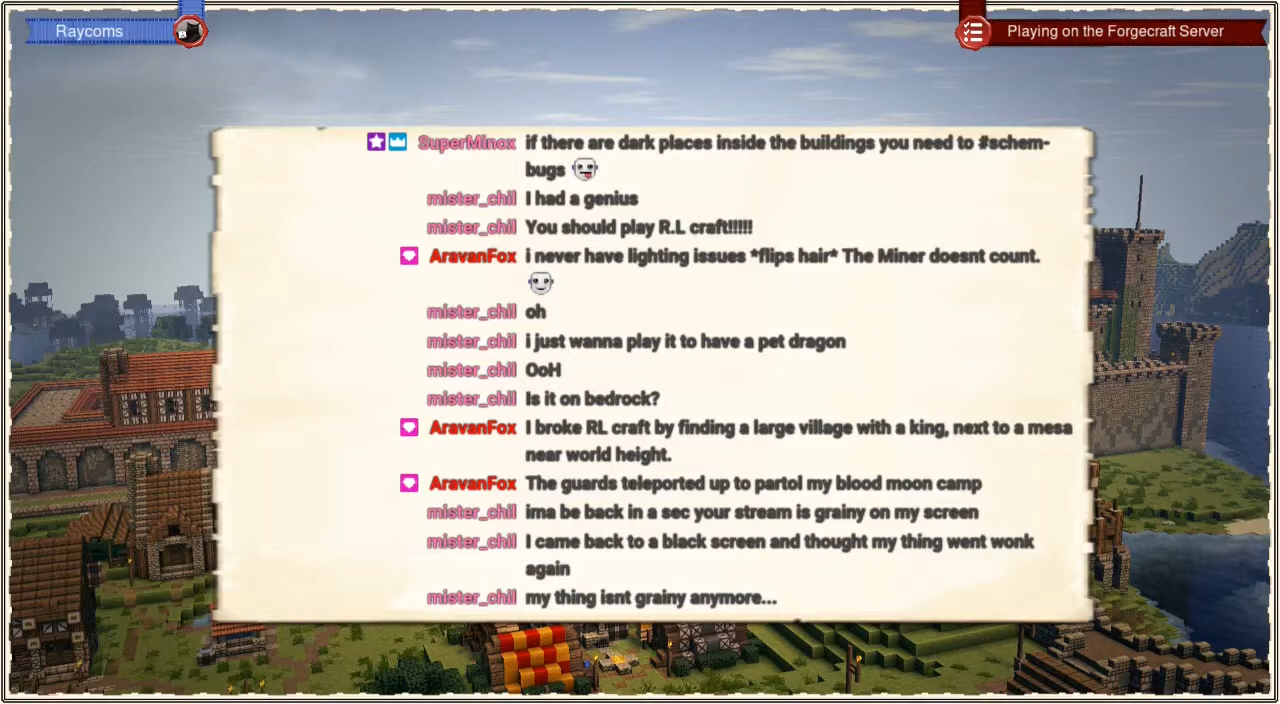 Raycoms
Playing on the Forgecraft Server
SuperMinox if there are dark places inside the buildings you need to #schem-
bugs
mister_chil I had a genius
mister_chil You should play R.L craft!!!!!
AravanFox i never have lighting issues *flips hair* The Miner doesnt count.
mister_chil oh
mister_chil i just wanna play it to have a pet dragon
mister_chil OoH
mister_chil Is it on bedrock?
AravanFox I broke RL craft by finding a large village with a king, next to a mesa
near world height.
AravanFox The guards teleported up to partol my blood moon camp
mister_chil ima be back in a sec your stream is grainy on my screen
mister_chil I came back to a black screen and thought my thing went wonk
again
mister_chil my thing isnt grainy anymore...